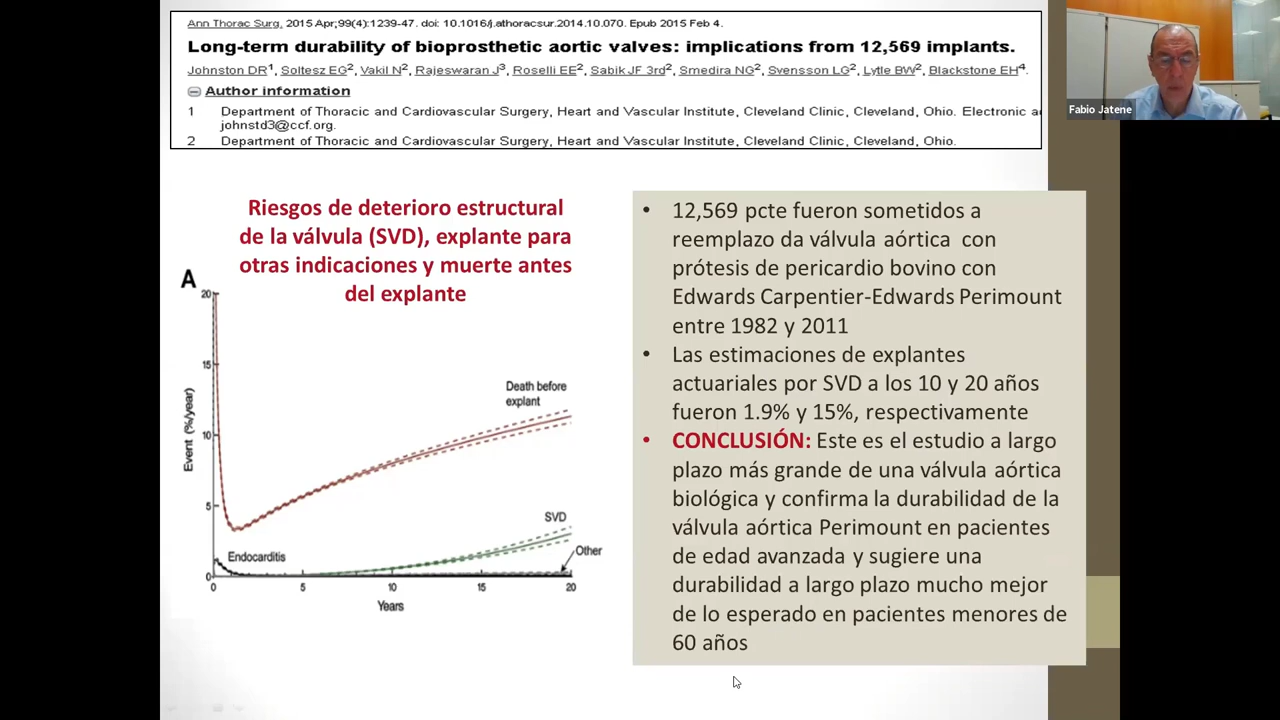 Ann Thorac Surg. 2015 Apr;99(4):1239-47. doi: 10.1016/j.athoracsur.2014.10.070. Epub 2015 Feb 4.
Long-term durability of bioprosthetic aortic valves: implications from 12,569 implants.
Johnston DR1, Soltesz EG2, Vakil N2, Rajeswaran J3, Roselli EE2, Sabik JF 3rd2, Smedira NG2, Svensson LG2, Lytle BW2, Blackstone EH4.
Author information
1 Department of Thoracic and Cardiovascular Surgery, Heart and Vascular Institute, Cleveland Clinic, Cleveland, Ohio. Electronic
johnstd3@ccf.org.
2 Department of Thoracic and Cardiovascular Surgery, Heart and Vascular Institute, Cleveland Clinic, Cleveland, Ohio.
Fabio Jatene
Riesgos de deterioro estructural
de la válvula (SVD), explante para
otras indicaciones y muerte antes
del explante
A
20
15
10
5
0
Event (%/year)
Death before
explant
SVD
Other
Endocarditis
0 5 10 15 20
Years
• 12,569 pcte fueron sometidos a
reemplazo da válvula aórtica con
prótesis de pericardio bovino con
Edwards Carpentier-Edwards Perimount
entre 1982 y 2011
• Las estimaciones de explantes
actuariales por SVD a los 10 y 20 años
fueron 1.9% y 15%, respectivamente
• CONCLUSIÓN: Este es el estudio a largo
plazo más grande de una válvula aórtica
biológica y confirma la durabilidad de la
válvula aórtica Perimount en pacientes
de edad avanzada y sugiere una
durabilidad a largo plazo mucho mejor
de lo esperado en pacientes menores de
60 años